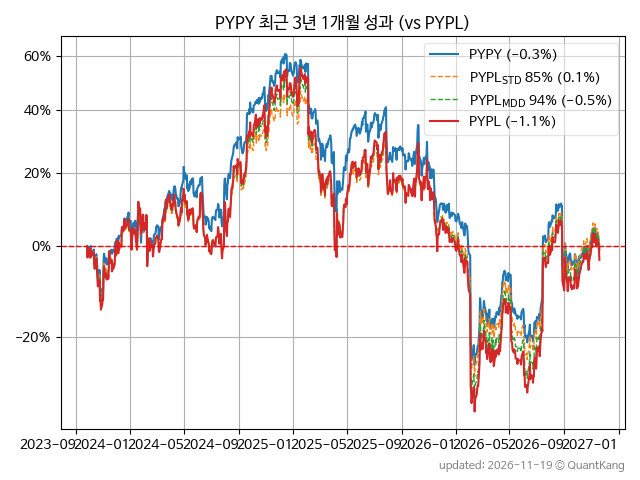 PYPY 최근 3년 1개월 성과 (vs PYPL)
PYPY (−0.3%)
PYPLSTD 85% (0.1%)
PYPLMDD 94% (−0.5%)
PYPL (−1.1%)
60%
40%
20%
0%
−20%
2023-09 2024-01 2024-05 2024-09 2025-01 2025-05 2025-09 2026-01 2026-05 2026-09 2027-01
updated: 2026-11-19 © QuantKang